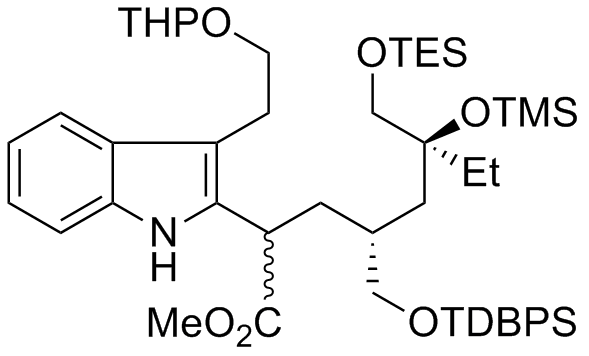 THPO
OTES
OTMS
Et
N
H
MeO₂C
OTDBPS